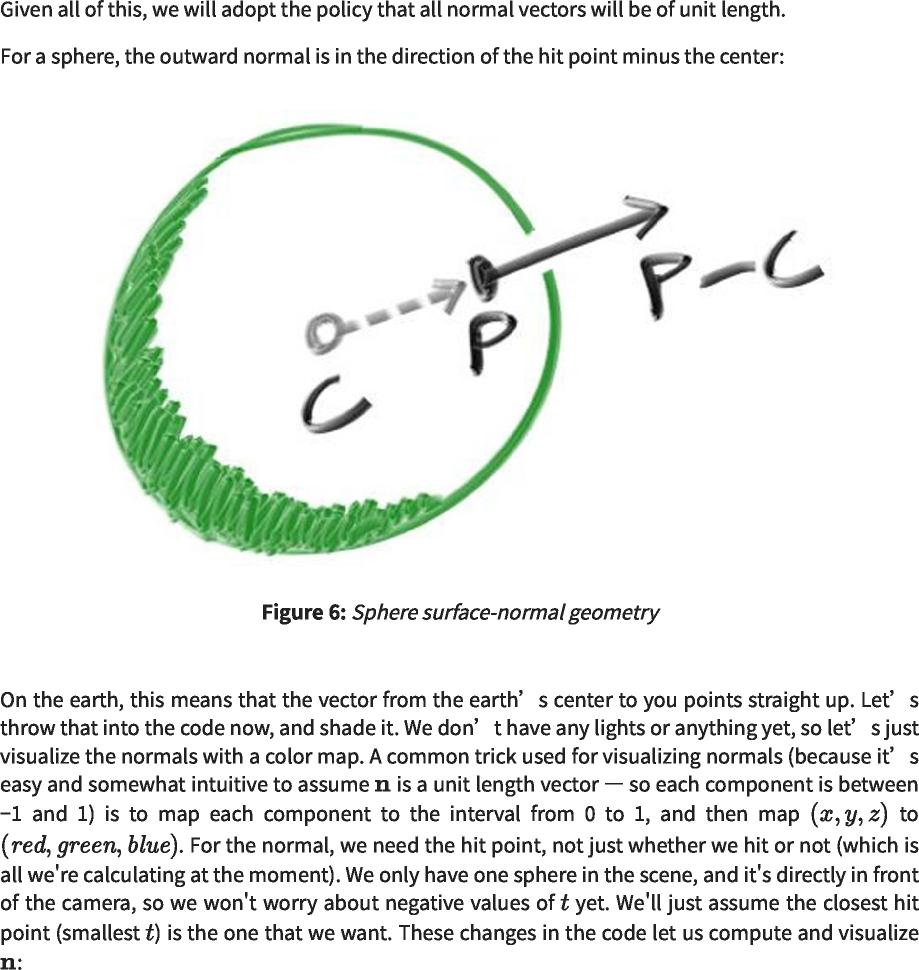 Given all of this, we will adopt the policy that all normal vectors will be of unit length.
For a sphere, the outward normal is in the direction of the hit point minus the center:
P – C
P
C
Figure 6: Sphere surface-normal geometry
On the earth, this means that the vector from the earth’s center to you points straight up. Let’s
throw that into the code now, and shade it. We don’t have any lights or anything yet, so let’s just
visualize the normals with a color map. A common trick used for visualizing normals (because it’s
easy and somewhat intuitive to assume n is a unit length vector — so each component is between
−1 and 1) is to map each component to the interval from 0 to 1, and then map (x, y, z) to
(red, green, blue). For the normal, we need the hit point, not just whether we hit or not (which is
all we're calculating at the moment). We only have one sphere in the scene, and it's directly in front
of the camera, so we won't worry about negative values of t yet. We'll just assume the closest hit
point (smallest t) is the one that we want. These changes in the code let us compute and visualize
n: